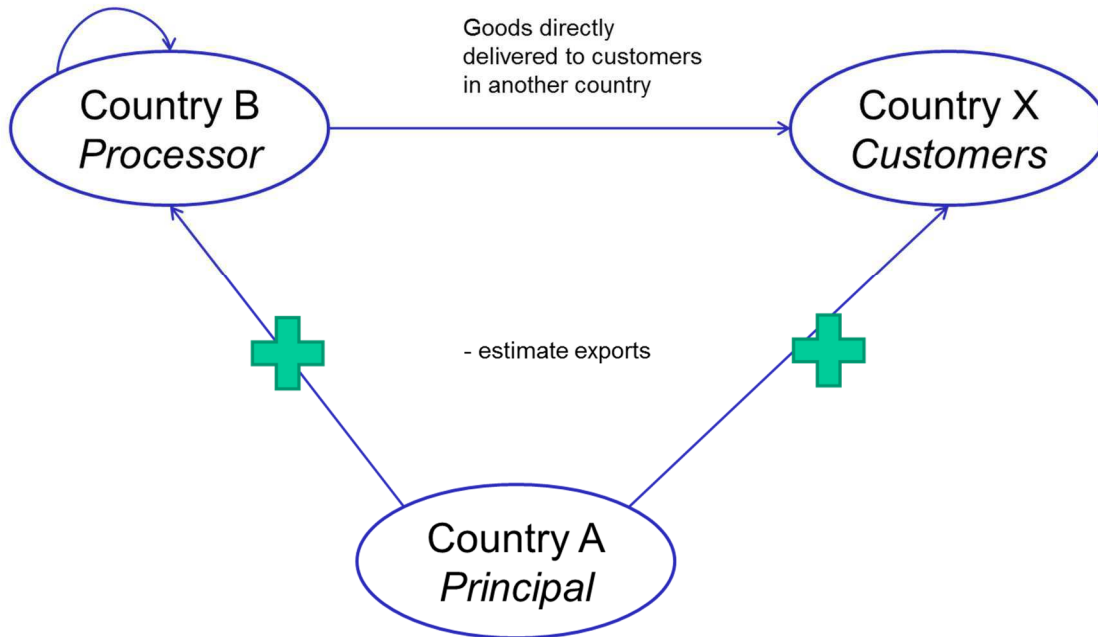 Goods directly
delivered to customers
in another country
Country B
Processor
Country X
Customers
- estimate exports
Country A
Principal